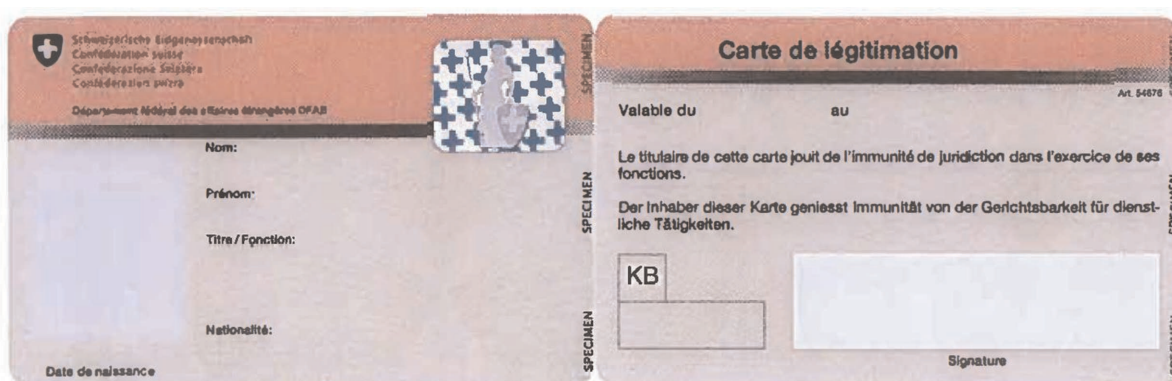 Schweizerische Eidgenossenschaft
Confédération suisse
Confederazione Svizzera
Confederaziun svizra
Département fédéral des affaires étrangères DFAE
Nom:
Prénom:
Titre / Fonction:
Nationalité:
Date de naissance
SPECIMEN
SPECIMEN
SPECIMEN
Carte de légitimation
Art. 54676
Valable du au
Le titulaire de cette carte jouit de l'immunité de juridiction dans l'exercice de ses
fonctions.
Der Inhaber dieser Karte geniesst Immunität von der Gerichtsbarkeit für dienst-
liche Tätigkeiten.
KB
Signature